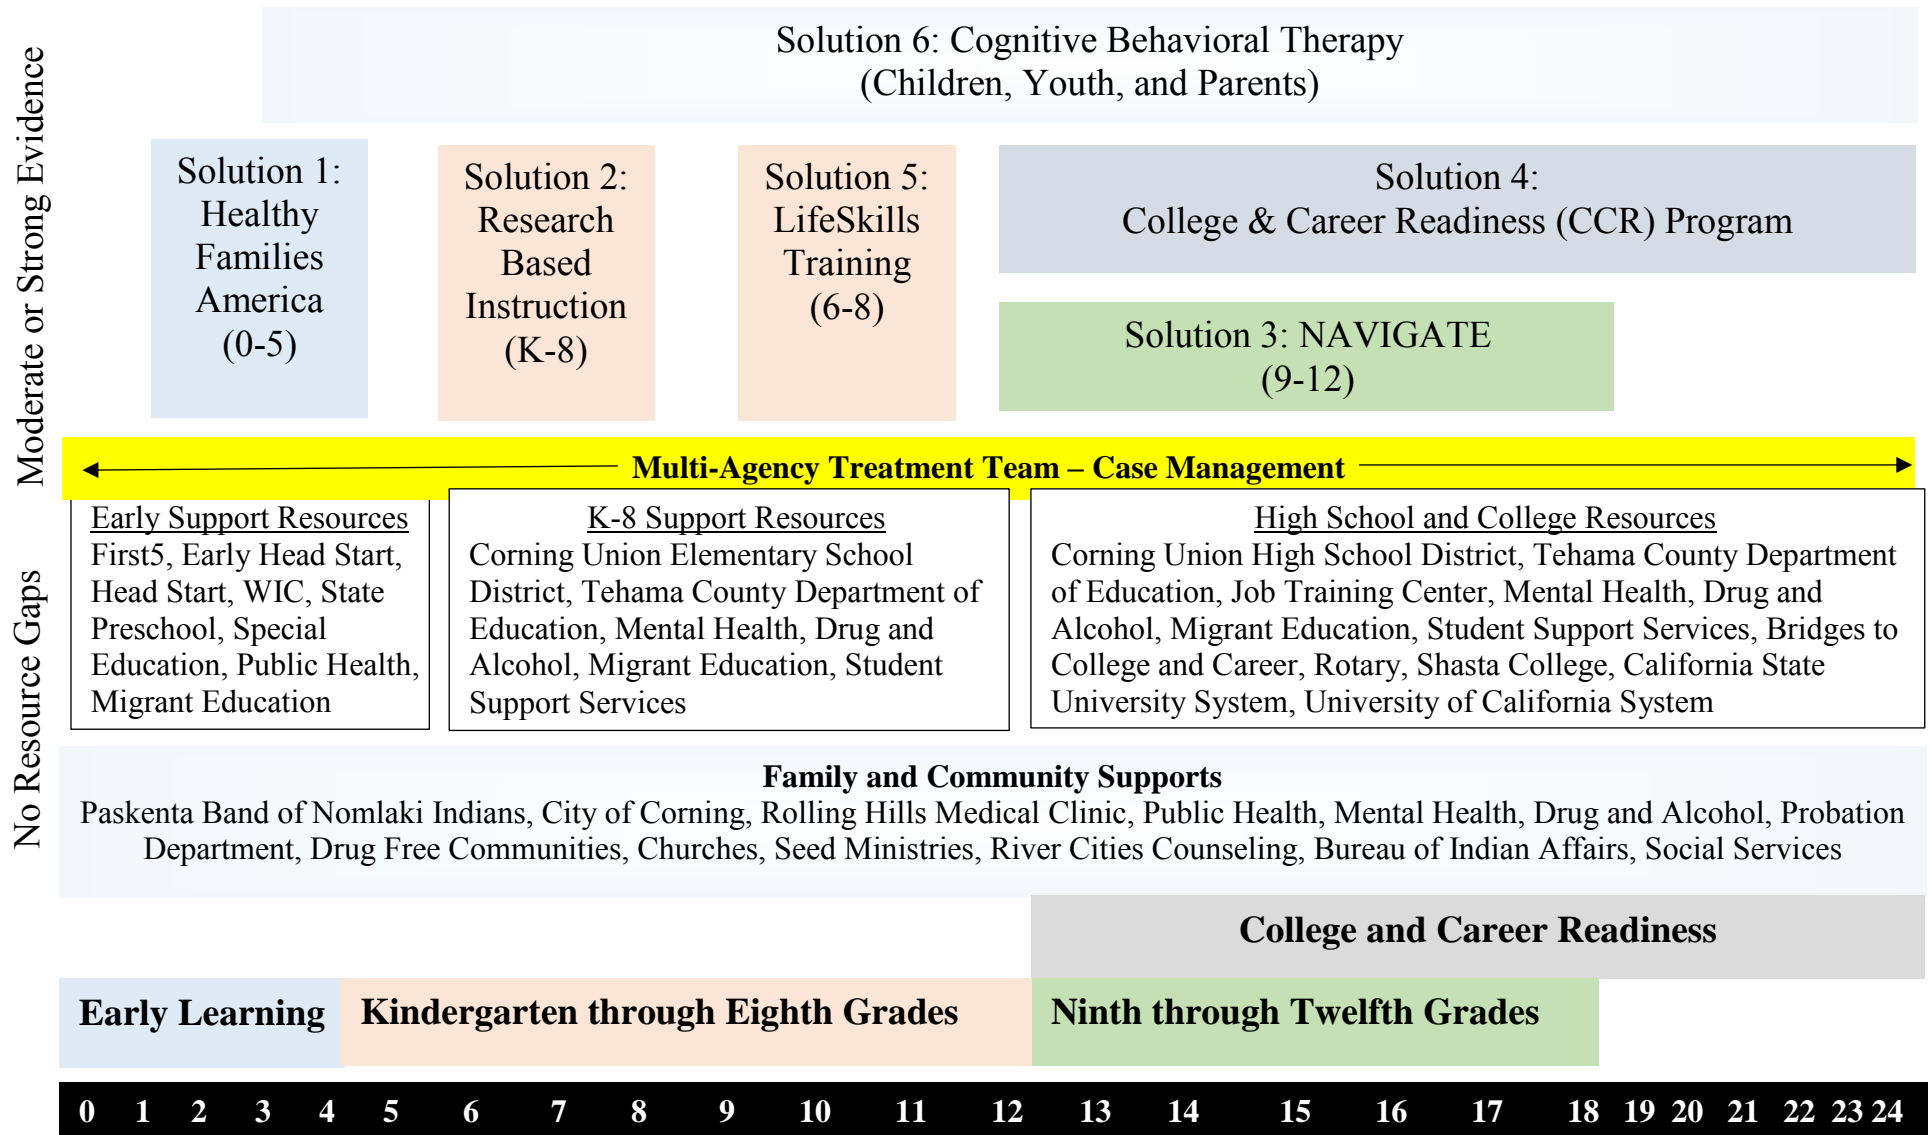 Moderate or Strong Evidence
Solution 6: Cognitive Behavioral Therapy
(Children, Youth, and Parents)
Solution 1:
Healthy
Families
America
(0-5)
Solution 2:
Research
Based
Instruction
(K-8)
Solution 5:
LifeSkills
Training
(6-8)
Solution 4:
College & Career Readiness (CCR) Program
Solution 3: NAVIGATE
(9-12)
Multi-Agency Treatment Team – Case Management
No Resource Gaps
Early Support Resources
First5, Early Head Start,
Head Start, WIC, State
Preschool, Special
Education, Public Health,
Migrant Education
K-8 Support Resources
Corning Union Elementary School
District, Tehama County Department of
Education, Mental Health, Drug and
Alcohol, Migrant Education, Student
Support Services
High School and College Resources
Corning Union High School District, Tehama County Department
of Education, Job Training Center, Mental Health, Drug and
Alcohol, Migrant Education, Student Support Services, Bridges to
College and Career, Rotary, Shasta College, California State
University System, University of California System
Family and Community Supports
Paskenta Band of Nomlaki Indians, City of Corning, Rolling Hills Medical Clinic, Public Health, Mental Health, Drug and Alcohol, Probation
Department, Drug Free Communities, Churches, Seed Ministries, River Cities Counseling, Bureau of Indian Affairs, Social Services
College and Career Readiness
Early Learning
Kindergarten through Eighth Grades
Ninth through Twelfth Grades
0 1 2 3 4 5 6 7 8 9 10 11 12 13 14 15 16 17 18 19 20 21 22 23 24